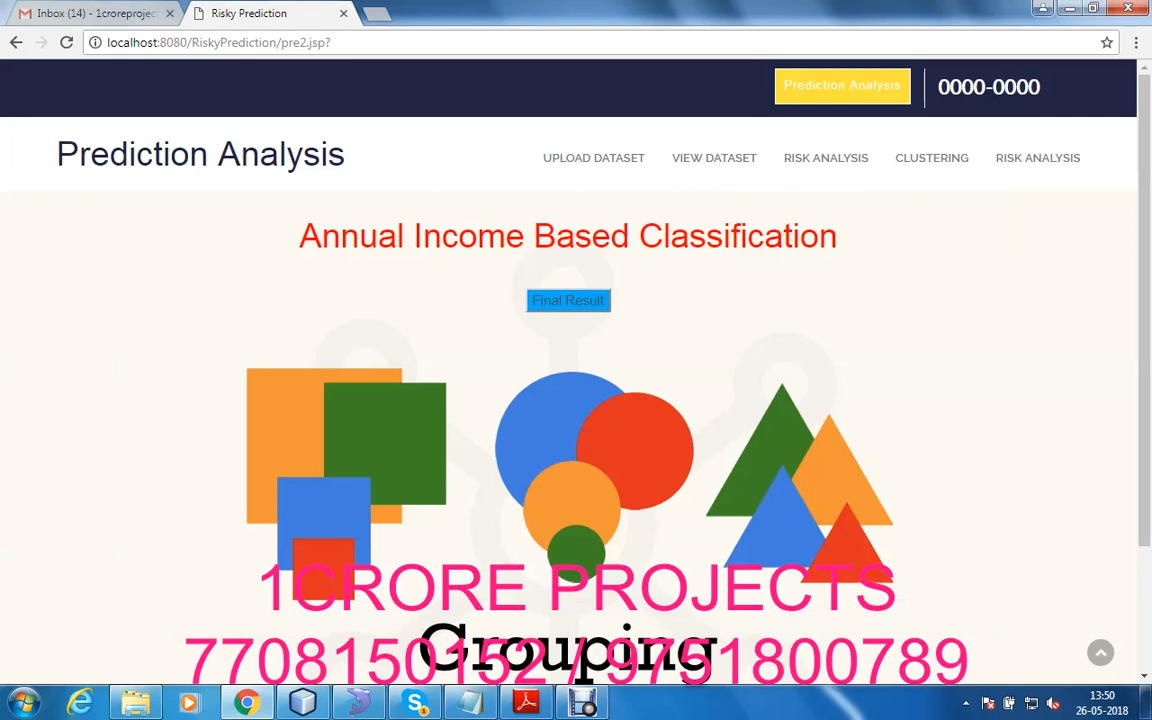 Inbox (14) - 1croreprojec
Risky Prediction
localhost:8080/RiskyPrediction/pre2.jsp?
Prediction Analysis
0000-0000
Prediction Analysis
UPLOAD DATASET
VIEW DATASET
RISK ANALYSIS
CLUSTERING
RISK ANALYSIS
Annual Income Based Classification
Final Result
1CRORE PROJECTS
Grouping
7708150152 / 9751800789
13:50
26-05-2018